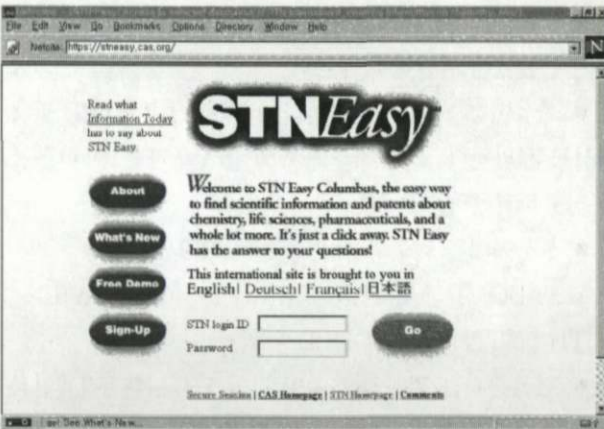 File Edit View Go Bookmarks Options Directory Window Help
Netsite: https://stneasy.cas.org/
N
Read what
Information Today
has to say about
STN Easy.
STNEasy
About
What's New
Free Demo
Sign-Up
Welcome to STN Easy Columbus, the easy way
to find scientific information and patents about
chemistry, life sciences, pharmaceuticals, and a
whole lot more. It's just a click away. STN Easy
has the answer to your questions!
This international site is brought to you in
English| Deutsch| Français| 日本語
STN login ID
Password
Go
Secure Session | CAS Homepage | STN Homepage | Comments
See What's New...